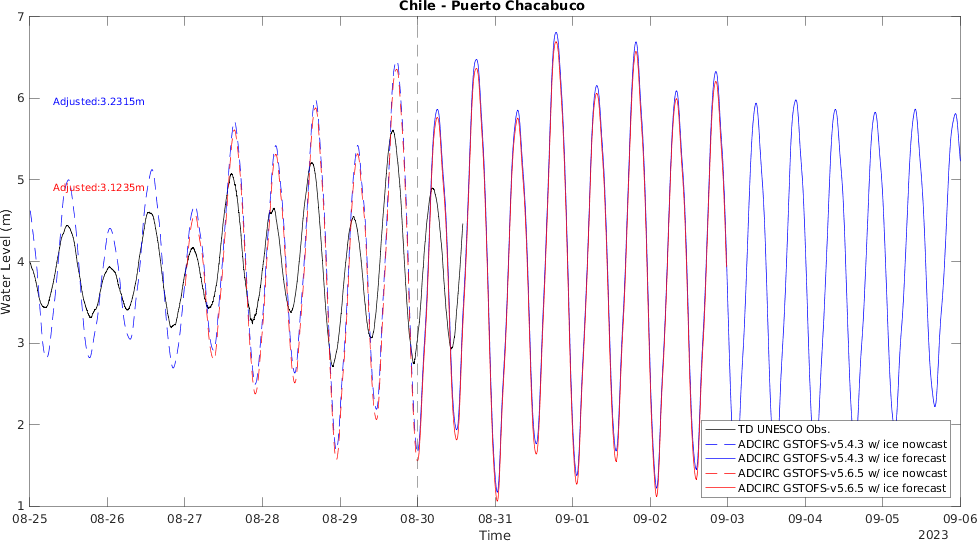 Chile - Puerto Chacabuco
7
6
5
4
3
2
1
Water Level (m)
Adjusted:3.2315m
Adjusted:3.1235m
TD UNESCO Obs.
ADCIRC GSTOFS-v5.4.3 w/ ice nowcast
ADCIRC GSTOFS-v5.4.3 w/ ice forecast
ADCIRC GSTOFS-v5.6.5 w/ ice nowcast
ADCIRC GSTOFS-v5.6.5 w/ ice forecast
08-25 08-26 08-27 08-28 08-29 08-30 08-31 09-01 09-02 09-03 09-04 09-05 09-06
Time
2023